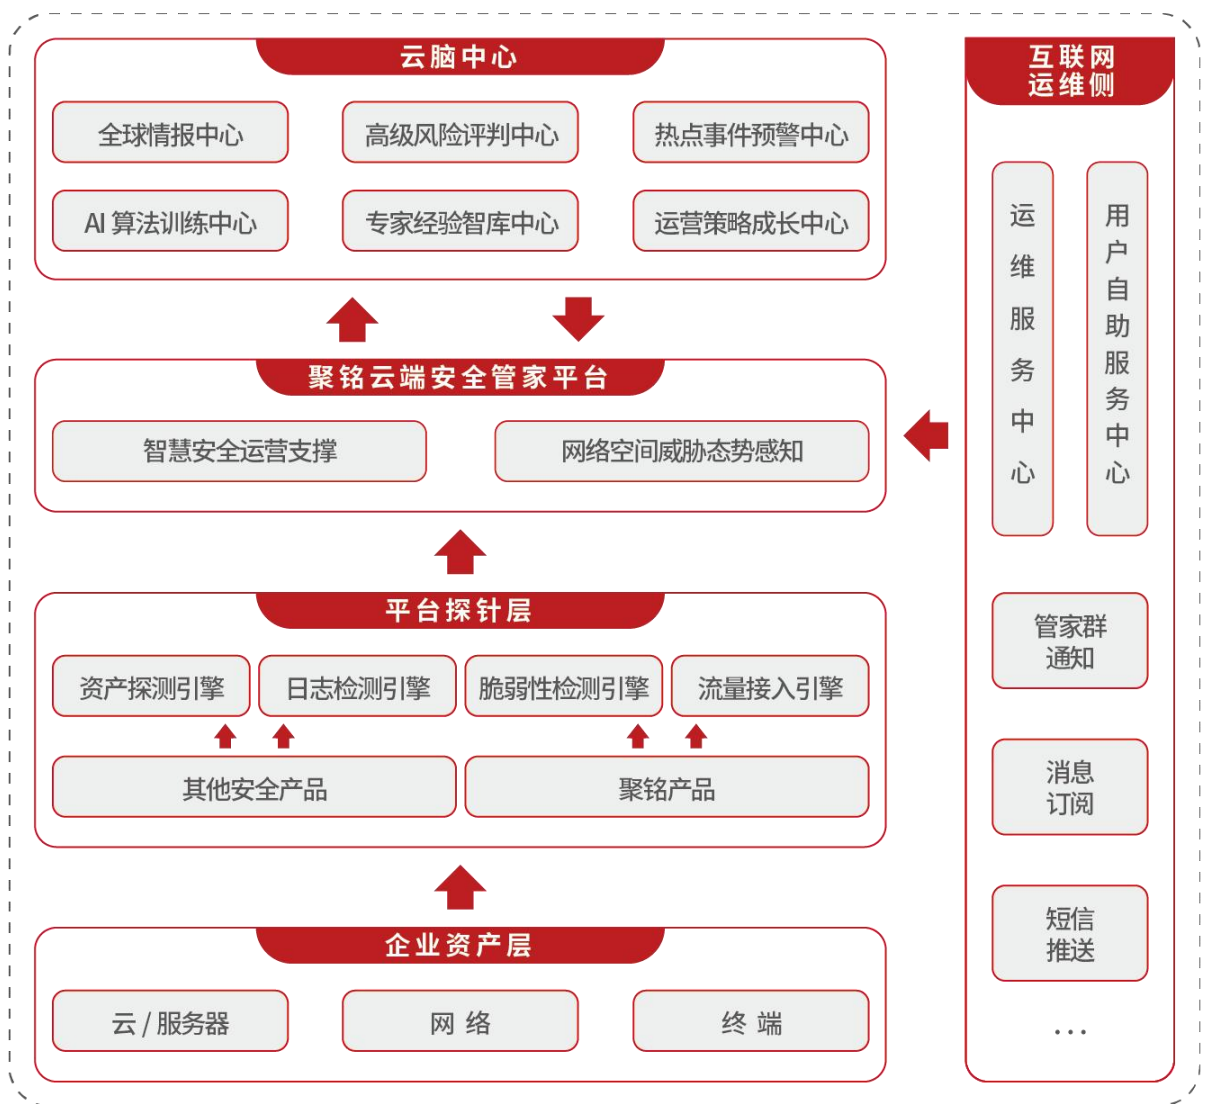 云脑中心
全球情报中心
高级风险评判中心
热点事件预警中心
AI 算法训练中心
专家经验智库中心
运营策略成长中心
聚铭云端安全管家平台
智慧安全运营支撑
网络空间威胁态势感知
平台探针层
资产探测引擎
日志检测引擎
脆弱性检测引擎
流量接入引擎
其他安全产品
聚铭产品
企业资产层
云 / 服务器
网 络
终 端
互联网
运维侧
运维服务中心
用户自助服务中心
管家群
通知
消息
订阅
短信
推送
...